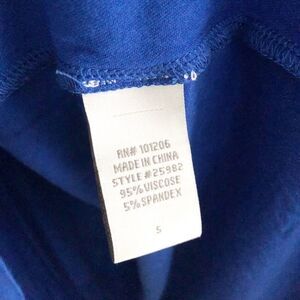 RN# 101206
MADE IN CHINA
STYLE #25982
95% VISCOSE
5% SPANDEX
S